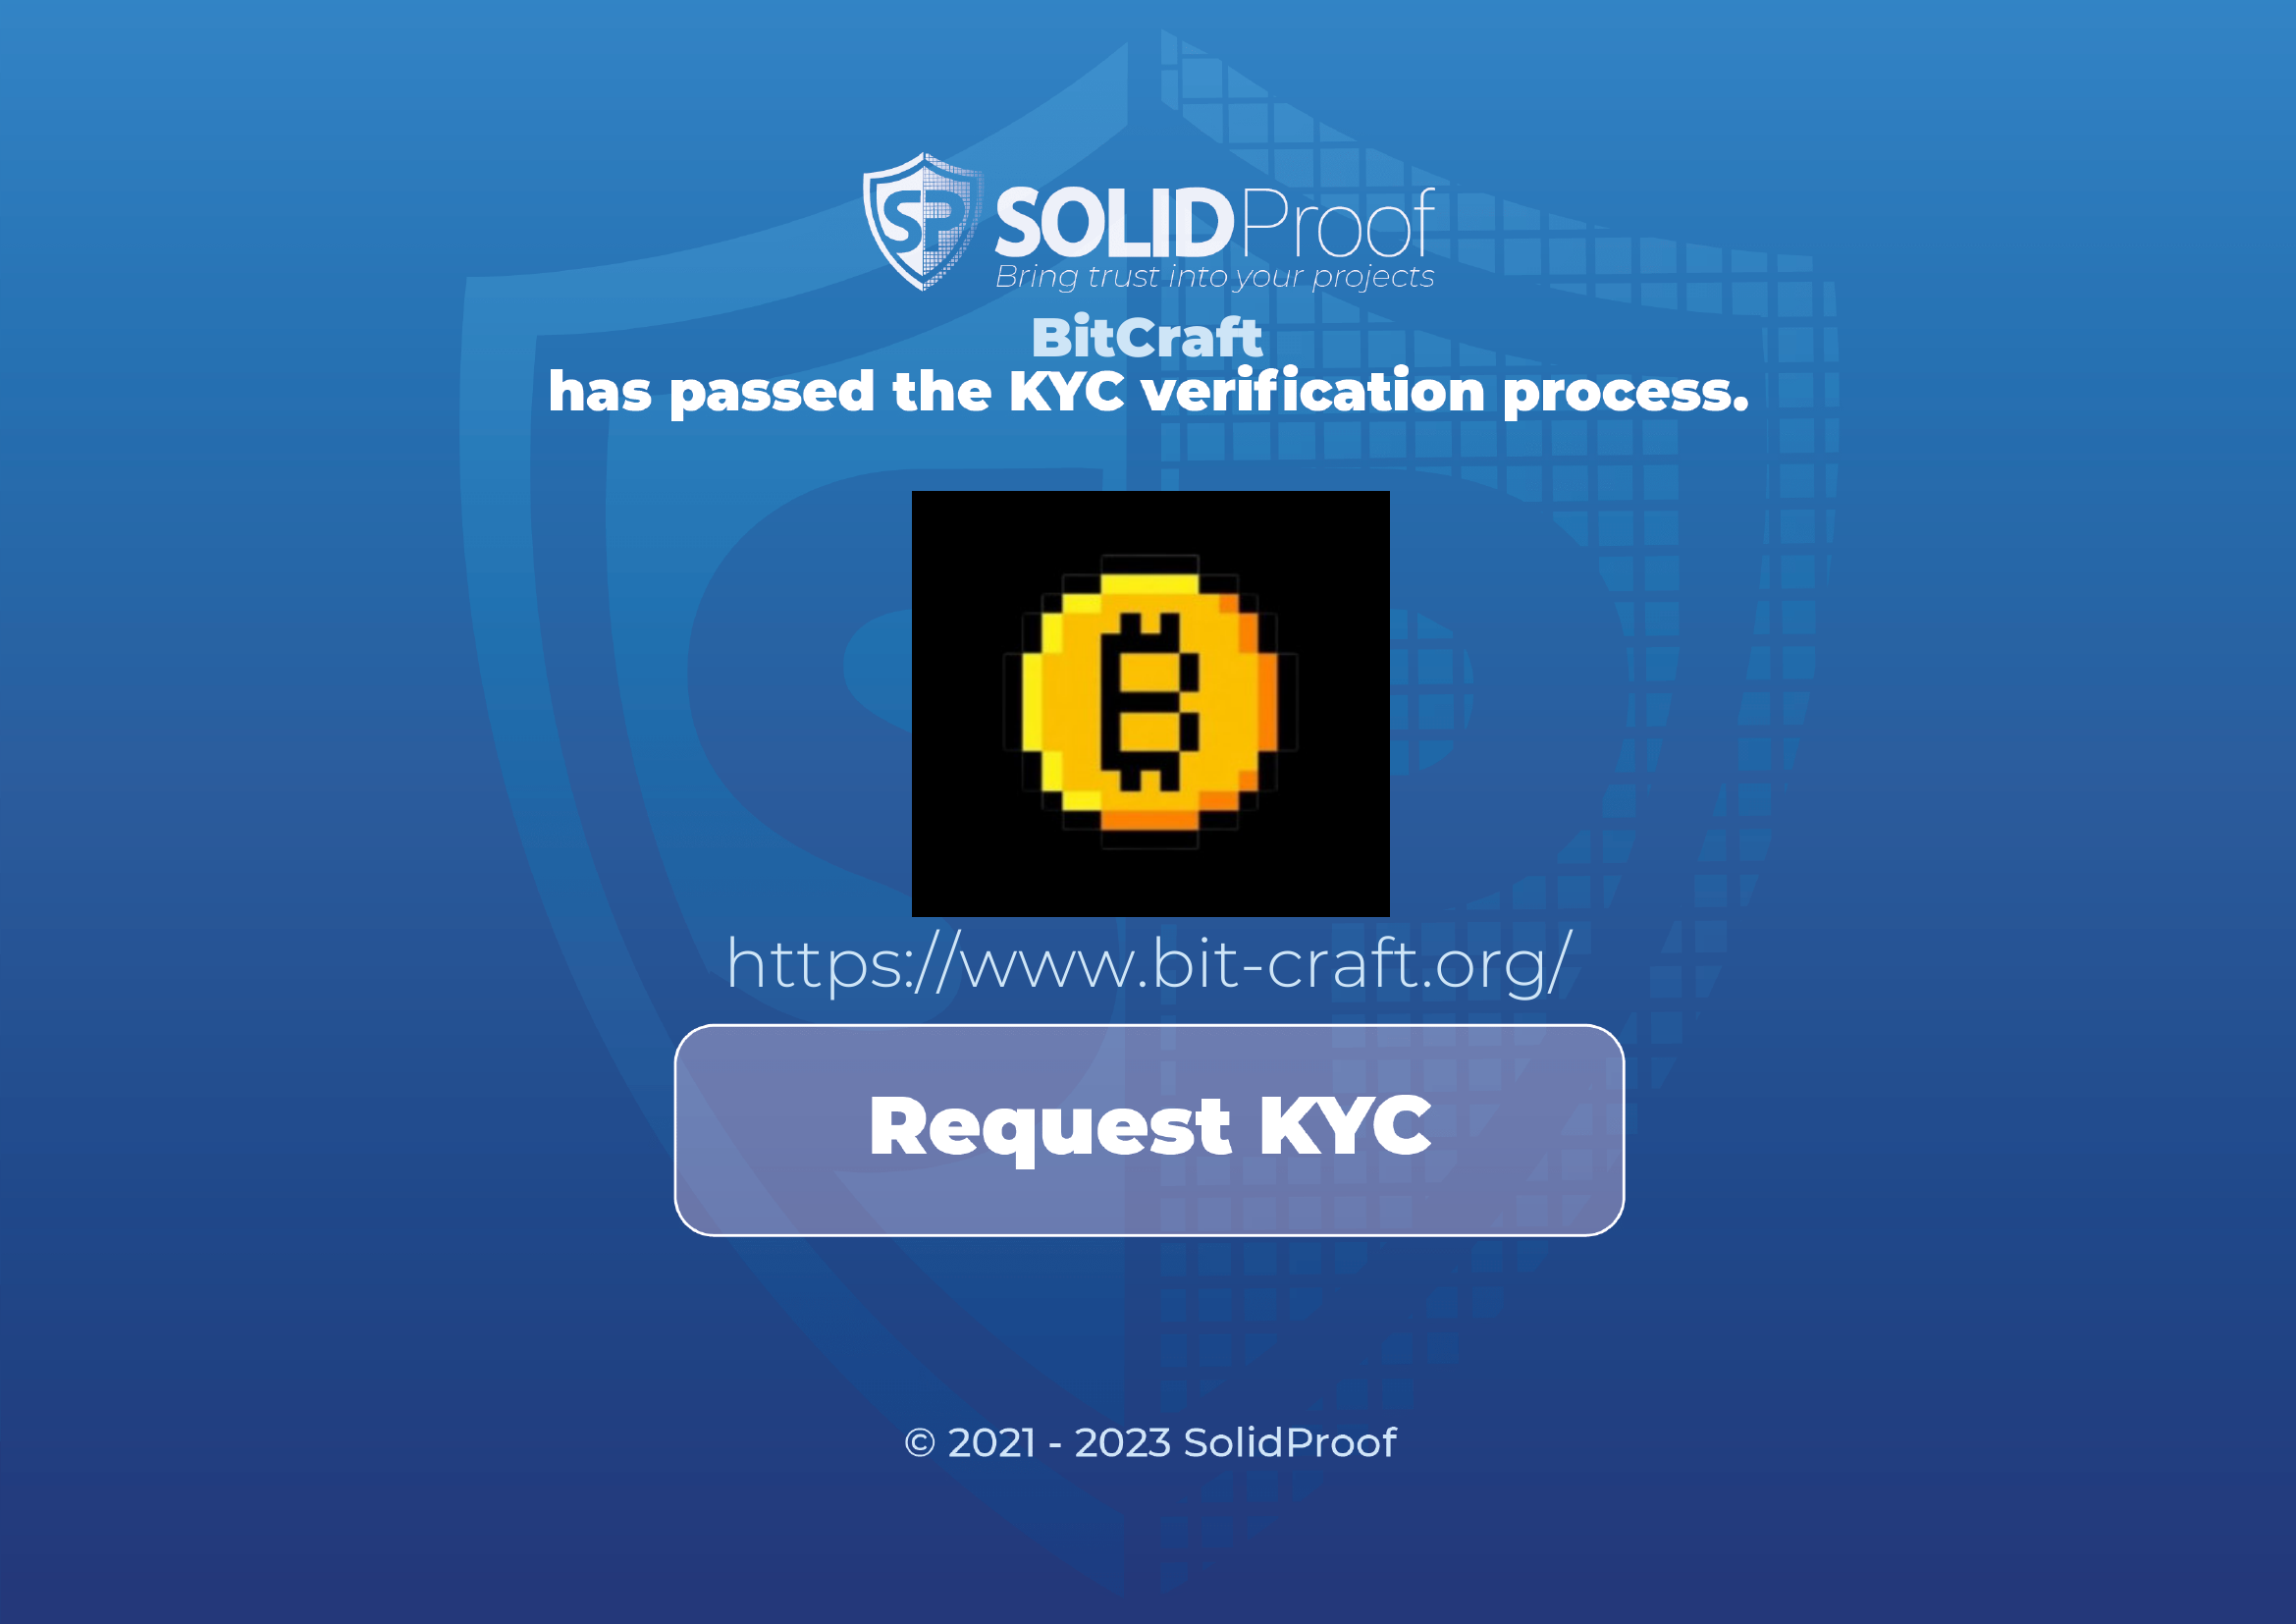 SP SOLIDProof
Bring trust into your projects
BitCraft
has passed the KYC verification process.
B
https://www.bit-craft.org/
Request KYC
© 2021 - 2023 SolidProof